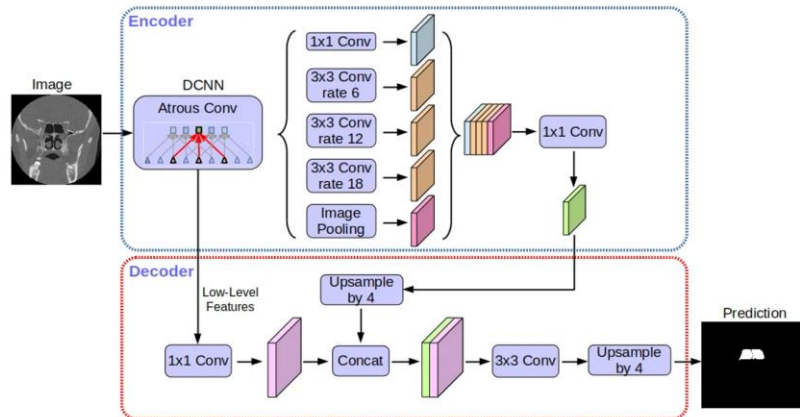 Encoder
Image
DCNN
Atrous Conv
1x1 Conv
3x3 Conv
rate 6
3x3 Conv
rate 12
3x3 Conv
rate 18
Image
Pooling
1x1 Conv
Decoder
Low-Level
Features
Upsample
by 4
1x1 Conv
Concat
3x3 Conv
Upsample
by 4
Prediction